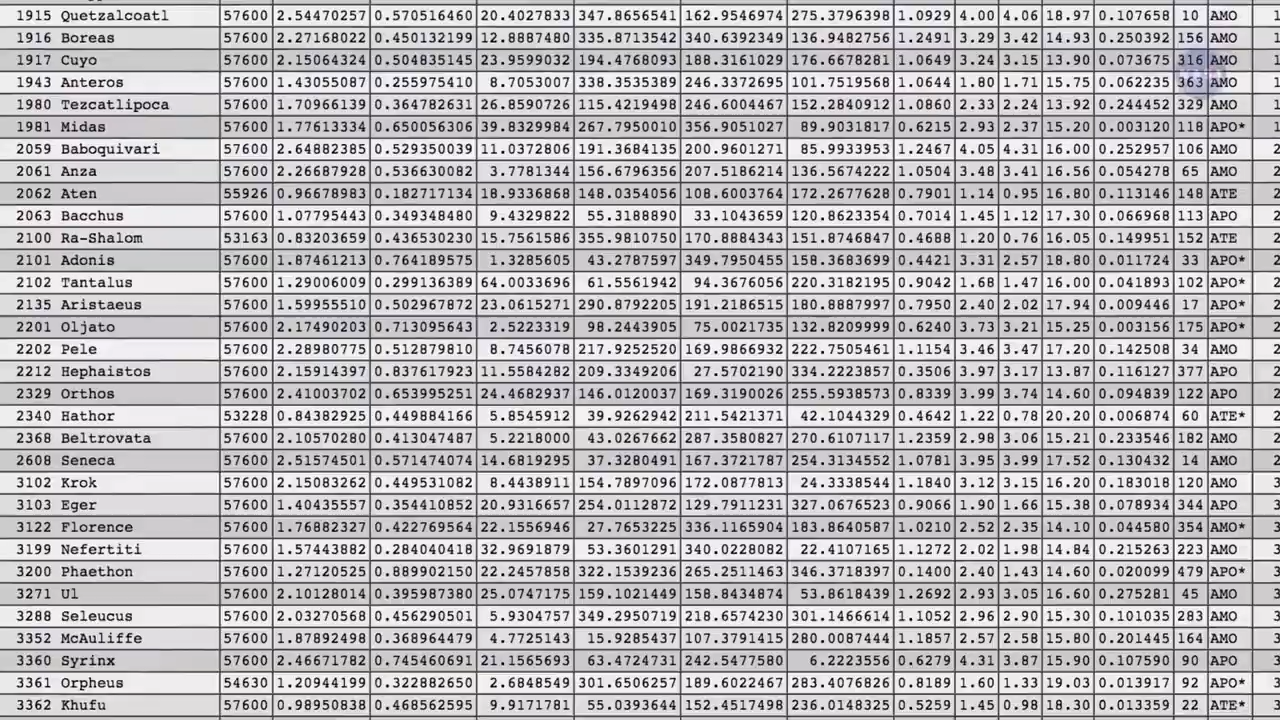 1915 Quetzalcoatl 57600 2.54470257 0.570516460 20.4027833 347.8656541 162.9546974 275.3796398 1.0929 4.00 4.06 18.97 0.107658 10 AMO
1916 Boreas 57600 2.27168022 0.450132199 12.8887480 335.8713542 340.6392349 136.9482756 1.2491 3.29 3.42 14.93 0.250392 156 AMO
1917 Cuyo 57600 2.15064324 0.504835145 23.9599032 194.4768093 188.3161029 176.6678281 1.0649 3.24 3.15 13.90 0.073675 316 AMO
1943 Anteros 57600 1.43055087 0.255975410 8.7053007 338.3535389 246.3372695 101.7519568 1.0644 1.80 1.71 15.75 0.062235 363 AMO
1980 Tezcatlipoca 57600 1.70966139 0.364782631 26.8590726 115.4219498 246.6004467 152.2840912 1.0860 2.33 2.24 13.92 0.244452 329 AMO
1981 Midas 57600 1.77613334 0.650056306 39.8329984 267.7950010 356.9051027 89.9031817 0.6215 2.93 2.37 15.20 0.003120 118 APO*
2059 Baboquivari 57600 2.64882385 0.529350039 11.0372806 191.3684135 200.9601271 85.9933953 1.2467 4.05 4.31 16.00 0.252957 106 AMO
2061 Anza 57600 2.26687928 0.536630082 3.7781344 156.6796356 207.5186214 136.5674222 1.0504 3.48 3.41 16.56 0.054278 65 AMO
2062 Aten 55926 0.96678983 0.182717134 18.9336868 148.0354056 108.6003764 172.2677628 0.7901 1.14 0.95 16.80 0.113146 148 ATE
2063 Bacchus 57600 1.07795443 0.349348480 9.4329822 55.3188890 33.1043659 120.8623354 0.7014 1.45 1.12 17.30 0.066968 113 APO
2100 Ra-Shalom 53163 0.83203659 0.436530230 15.7561586 355.9810750 170.8884343 151.8746847 0.4688 1.20 0.76 16.05 0.149951 152 ATE
2101 Adonis 57600 1.87461213 0.764189575 1.3285605 43.2787597 349.7950455 158.3683699 0.4421 3.31 2.57 18.80 0.011724 33 APO*
2102 Tantalus 57600 1.29006009 0.299136389 64.0033696 61.5561942 94.3676056 220.3182195 0.9042 1.68 1.47 16.00 0.041893 102 APO*
2135 Aristaeus 57600 1.59955510 0.502967872 23.0615271 290.8792205 191.2186515 180.8887997 0.7950 2.40 2.02 17.94 0.009446 17 APO*
2201 Oljato 57600 2.17490203 0.713095643 2.5223319 98.2443905 75.0021735 132.8209999 0.6240 3.73 3.21 15.25 0.003156 175 APO*
2202 Pele 57600 2.28980775 0.512879810 8.7456078 217.9252520 169.9866932 222.7505461 1.1154 3.46 3.47 17.20 0.142508 34 AMO
2212 Hephaistos 57600 2.15914397 0.837617923 11.5584282 209.3349206 27.5702190 334.2223857 0.3506 3.97 3.17 13.87 0.116127 377 APO
2329 Orthos 57600 2.41003702 0.653995251 24.4682937 146.0120037 169.3190026 255.5938573 0.8339 3.99 3.74 14.60 0.094839 122 APO
2340 Hathor 53228 0.84382925 0.449884166 5.8545912 39.9262942 211.5421371 42.1044329 0.4642 1.22 0.78 20.20 0.006874 60 ATE*
2368 Beltrovata 57600 2.10570280 0.413047487 5.2218000 43.0267662 287.3580827 270.6107117 1.2359 2.98 3.06 15.21 0.233546 182 AMO
2608 Seneca 57600 2.51574501 0.571474074 14.6819295 37.3280491 167.3721787 254.3134552 1.0781 3.95 3.99 17.52 0.130432 14 AMO
3102 Krok 57600 2.15083262 0.449531082 8.4438911 154.7897096 172.0877813 24.3338544 1.1840 3.12 3.15 16.20 0.183018 120 AMO
3103 Eger 57600 1.40435557 0.354410852 20.9316657 254.0112872 129.7911231 327.0676523 0.9066 1.90 1.66 15.38 0.078934 344 APO
3122 Florence 57600 1.76882327 0.422769564 22.1556946 27.7653225 336.1165904 183.8640587 1.0210 2.52 2.35 14.10 0.044580 354 AMO*
3199 Nefertiti 57600 1.57443882 0.284040418 32.9691879 53.3601291 340.0228082 22.4107165 1.1272 2.02 1.98 14.84 0.215263 223 AMO
3200 Phaethon 57600 1.27120525 0.889902150 22.2457858 322.1539236 265.2511463 346.3718397 0.1400 2.40 1.43 14.60 0.020099 479 APO*
3271 Ul 57600 2.10128014 0.395987380 25.0747175 159.1021449 158.8434874 53.8618439 1.2692 2.93 3.05 16.60 0.275281 45 AMO
3288 Seleucus 57600 2.03270568 0.456290501 5.9304757 349.2950719 218.6574230 301.1466614 1.1052 2.96 2.90 15.30 0.101035 283 AMO
3352 McAuliffe 57600 1.87892498 0.368964479 4.7725143 15.9285437 107.3791415 280.0087444 1.1857 2.57 2.58 15.80 0.201445 164 AMO
3360 Syrinx 57600 2.46671782 0.745460691 21.1565693 63.4724731 242.5477580 6.2223556 0.6279 4.31 3.87 15.90 0.107590 90 APO
3361 Orpheus 54630 1.20944199 0.322882650 2.6848549 301.6506257 189.6022467 283.4076826 0.8189 1.60 1.33 19.03 0.013917 92 APO*
3362 Khufu 57600 0.98950838 0.468562595 9.9171781 55.0393644 152.4517498 236.0148325 0.5259 1.45 0.98 18.30 0.013359 22 ATE*